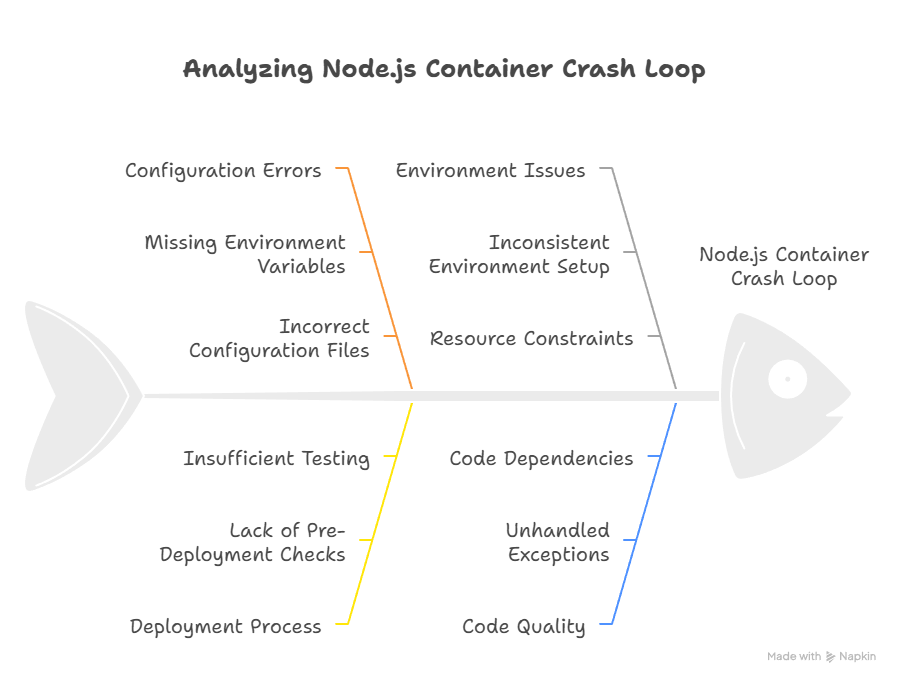 Analyzing Node.js Container Crash Loop
Configuration Errors
Missing Environment
Variables
Incorrect
Configuration Files
Environment Issues
Inconsistent
Environment Setup
Resource Constraints
Node.js Container
Crash Loop
Insufficient Testing
Lack of Pre-
Deployment Checks
Deployment Process
Code Dependencies
Unhandled
Exceptions
Code Quality
Made with Napkin